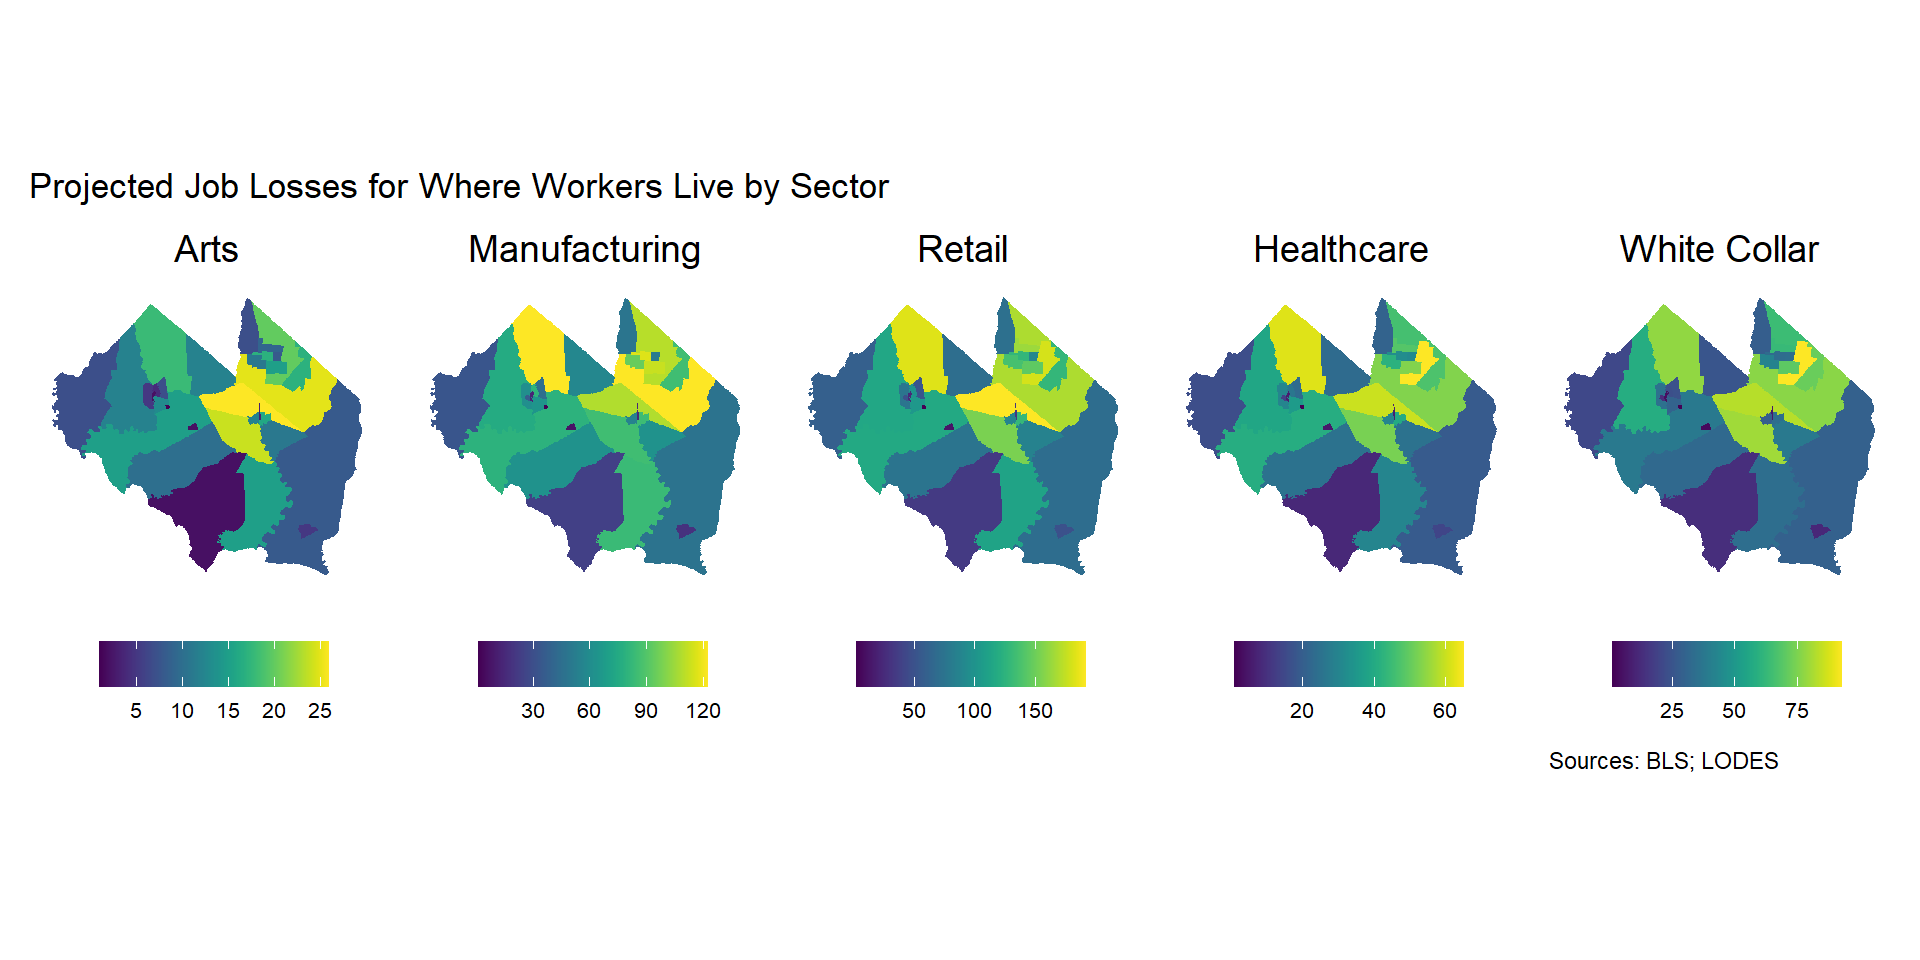 Projected Job Losses for Where Workers Live by Sector
Arts
Manufacturing
Retail
Healthcare
White Collar
5 10 15 20 25
30 60 90 120
50 100 150
20 40 60
25 50 75
Sources: BLS; LODES